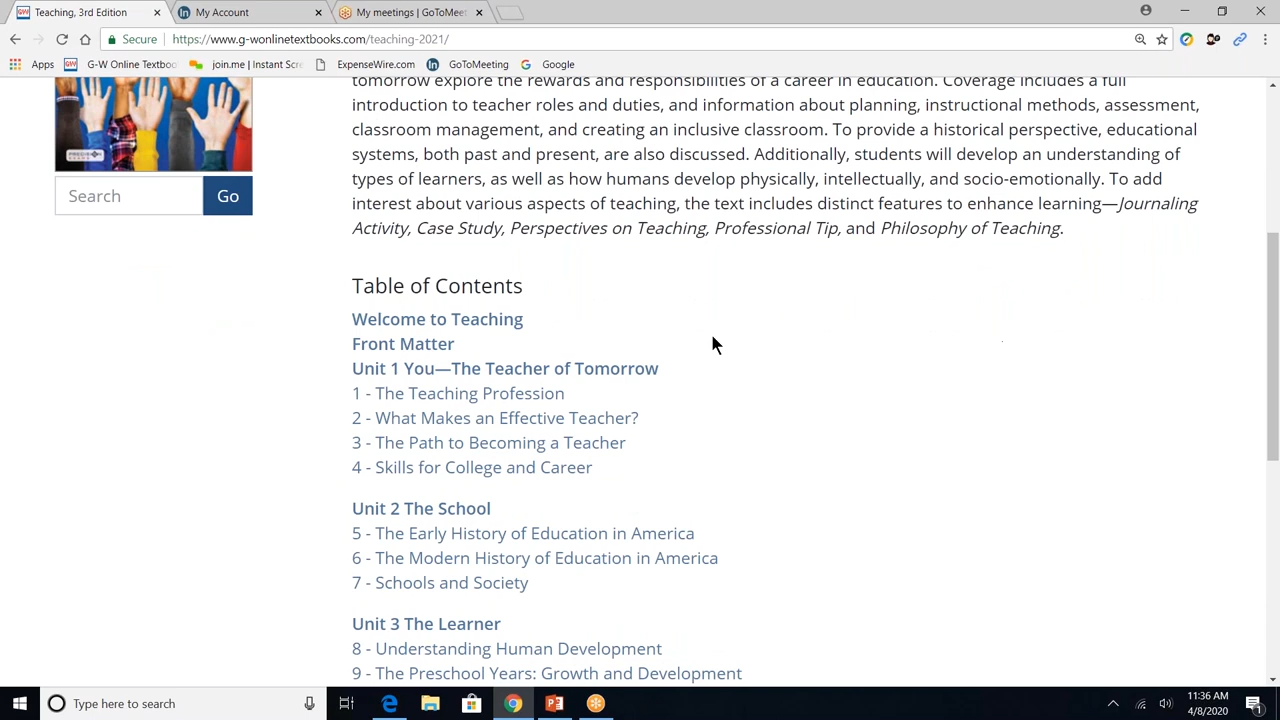 Teaching, 3rd Edition
My Account
My meetings | GoToMeet
Secure
https://www.g-wonlinetextbooks.com/teaching-2021/
Apps
G-W Online Textboo
join.me | Instant Scre
ExpenseWire.com
GoToMeeting
Google
tomorrow explore the rewards and responsibilities of a career in education. Coverage includes a full
introduction to teacher roles and duties, and information about planning, instructional methods, assessment,
classroom management, and creating an inclusive classroom. To provide a historical perspective, educational
systems, both past and present, are also discussed. Additionally, students will develop an understanding of
types of learners, as well as how humans develop physically, intellectually, and socio-emotionally. To add
interest about various aspects of teaching, the text includes distinct features to enhance learning—Journaling
Activity, Case Study, Perspectives on Teaching, Professional Tip, and Philosophy of Teaching.
Search
Go
Table of Contents
Welcome to Teaching
Front Matter
Unit 1 You—The Teacher of Tomorrow
1 - The Teaching Profession
2 - What Makes an Effective Teacher?
3 - The Path to Becoming a Teacher
4 - Skills for College and Career
Unit 2 The School
5 - The Early History of Education in America
6 - The Modern History of Education in America
7 - Schools and Society
Unit 3 The Learner
8 - Understanding Human Development
9 - The Preschool Years: Growth and Development
Type here to search
11:36 AM
4/8/2020